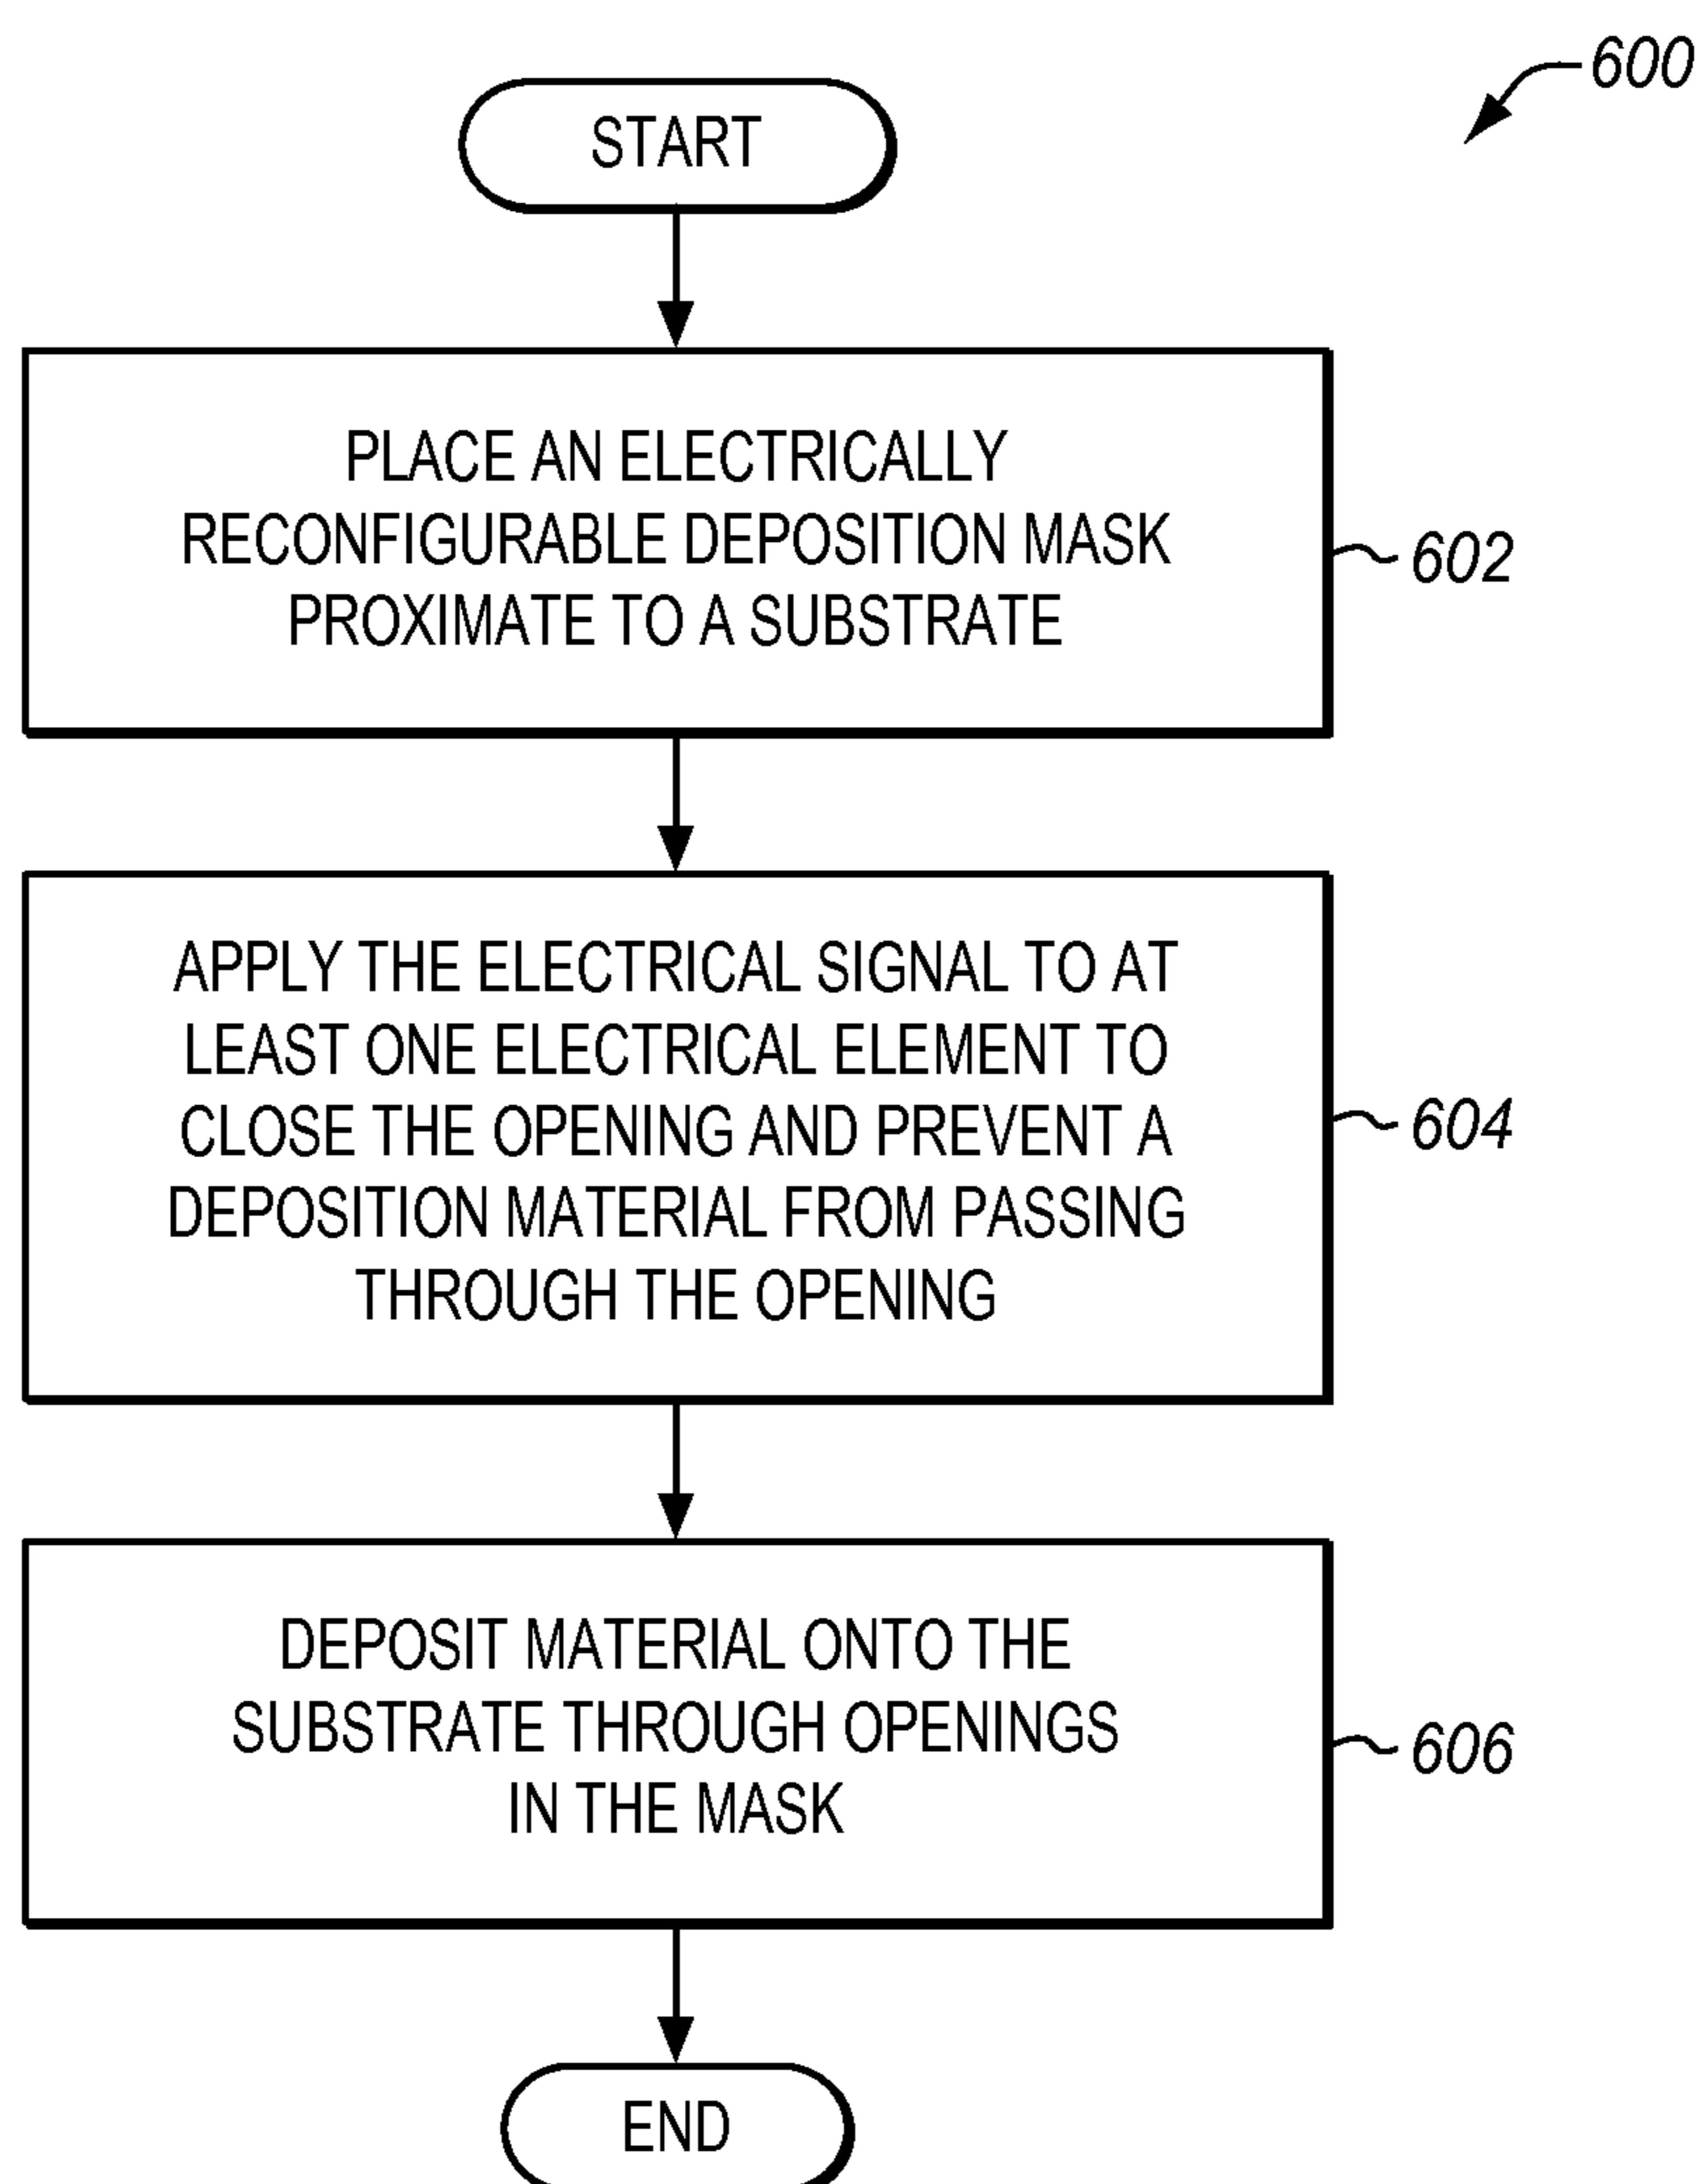 600
START
PLACE AN ELECTRICALLY
RECONFIGURABLE DEPOSITION MASK
PROXIMATE TO A SUBSTRATE
602
APPLY THE ELECTRICAL SIGNAL TO AT
LEAST ONE ELECTRICAL ELEMENT TO
CLOSE THE OPENING AND PREVENT A
DEPOSITION MATERIAL FROM PASSING
THROUGH THE OPENING
604
DEPOSIT MATERIAL ONTO THE
SUBSTRATE THROUGH OPENINGS
IN THE MASK
606
END